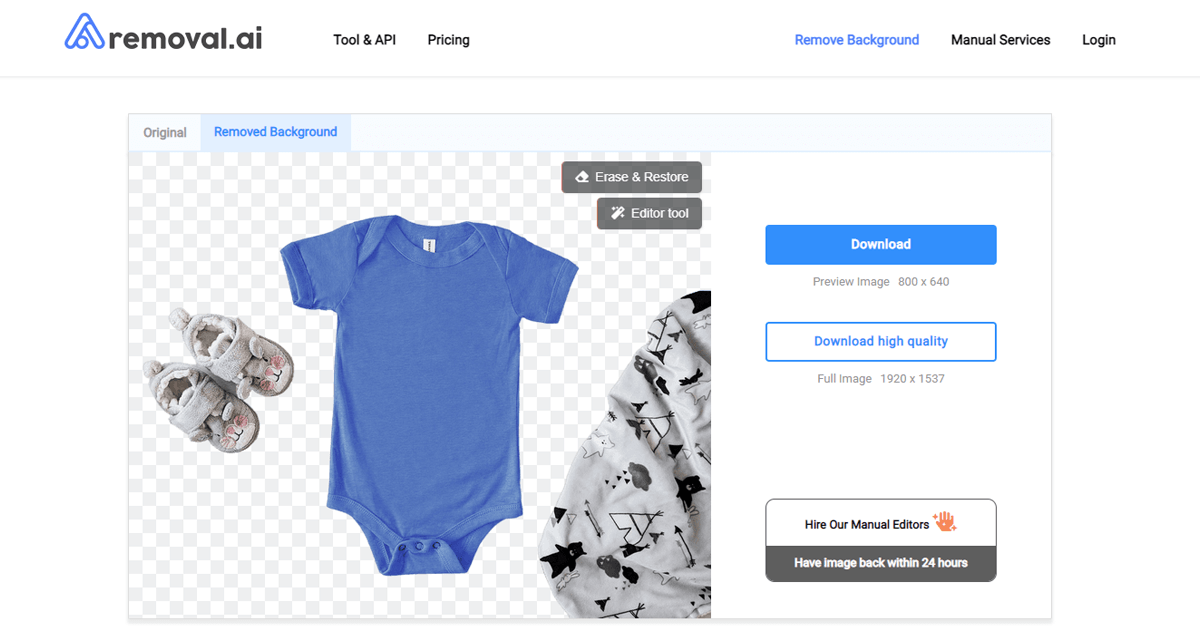 removal.ai
Tool & API
Pricing
Remove Background
Manual Services
Login
Original
Removed Background
Erase & Restore
Editor tool
Download
Preview Image 800 x 640
Download high quality
Full Image 1920 x 1537
Hire Our Manual Editors
Have image back within 24 hours